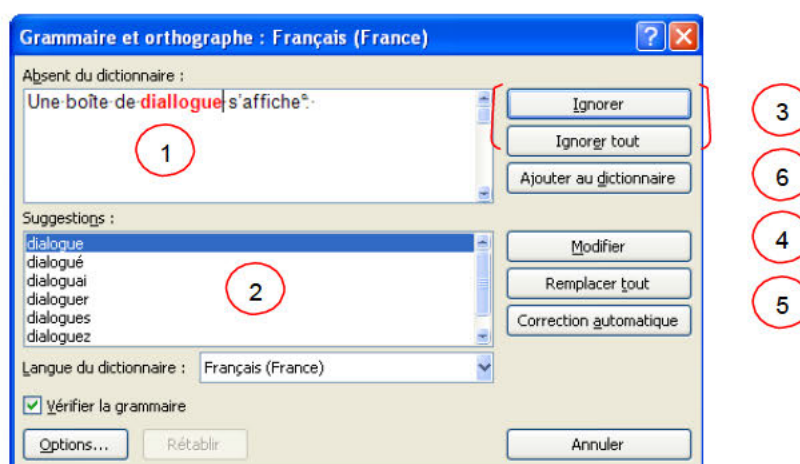 Grammaire et orthographe : Français (France)
Absent du dictionnaire :
Une boîte de diallogue s'affiche :
1
Ignorer
3
Ignorer tout
Ajouter au dictionnaire
6
Suggestions :
dialogue
dialogué
dialoguai
dialoguer
dialogues
dialoguez
2
Modifier
4
Remplacer tout
Correction automatique
5
Langue du dictionnaire :
Français (France)
Vérifier la grammaire
Options...
Rétablir
Annuler